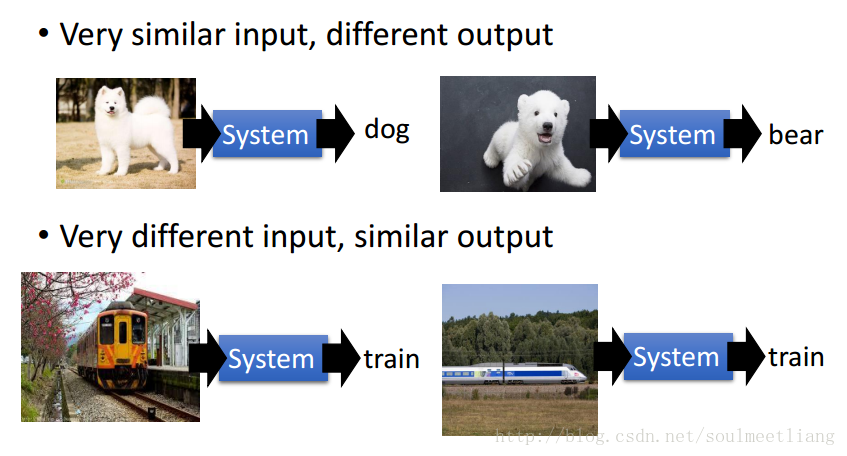 • Very similar input, different output
System
dog
System
bear
• Very different input, similar output
System
train
System
train
http://blog.csdn.net/soulmeetliang